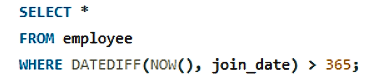 SELECT *
FROM employee
WHERE DATEDIFF(NOW(), join_date) > 365;